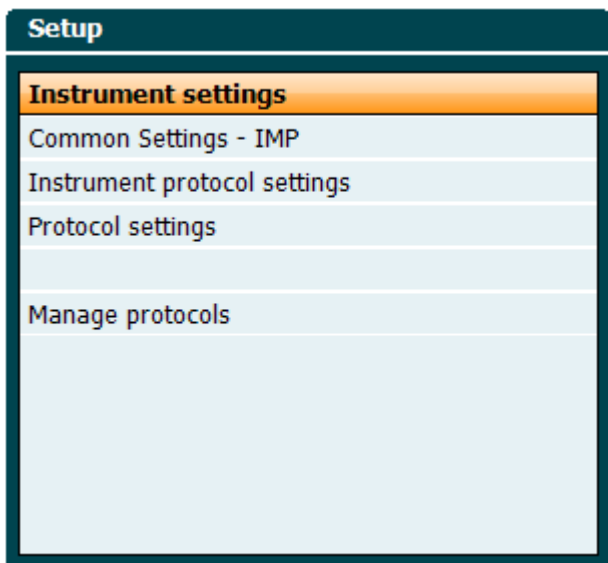 Setup
Instrument settings
Common Settings - IMP
Instrument protocol settings
Protocol settings
Manage protocols